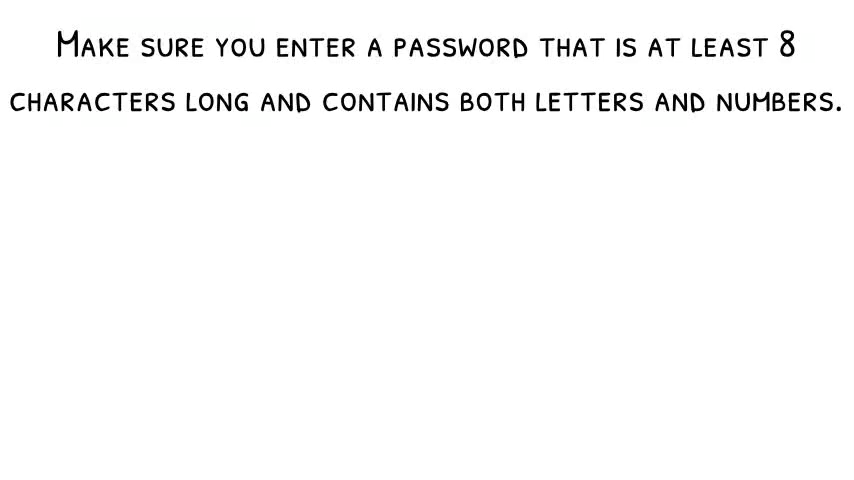 Make sure you enter a password that is at least 8
characters long and contains both letters and numbers.